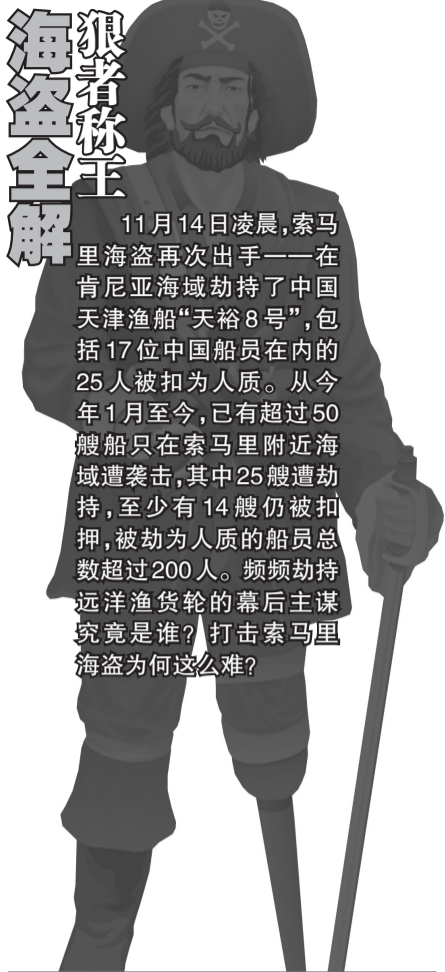 狠者称王
海盗全解
11月14日凌晨,索马
里海盗再次出手——在
肯尼亚海域劫持了中国
天津渔船“天裕8号”,包
括17位中国船员在内的
25人被扣为人质。从今
年1月至今,已有超过50
艘船只在索马里附近海
域遭袭击,其中25艘遭劫
持,至少有14艘仍被扣
押,被劫为人质的船员总
数超过200人。频频劫持
远洋渔货轮的幕后主谋
究竟是谁?打击索马里
海盗为何这么难?